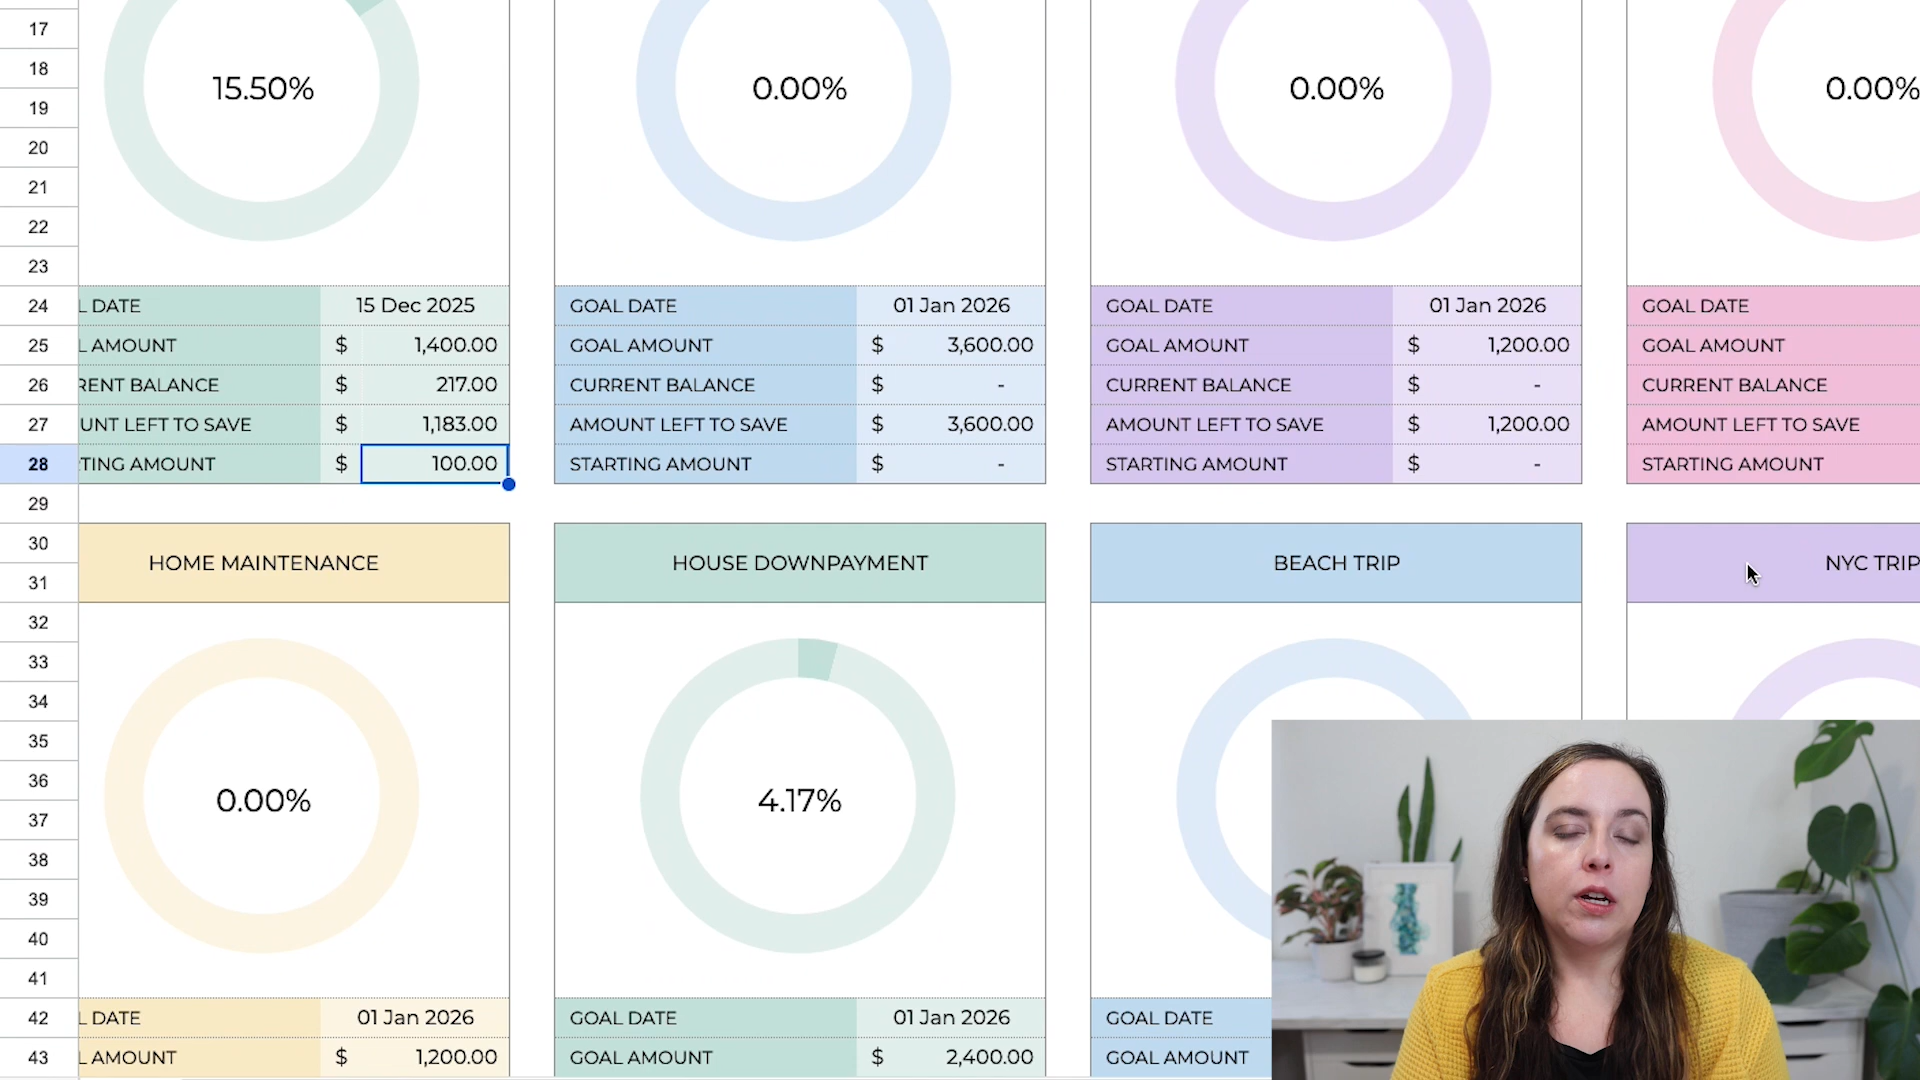 17
18
19
20
21
22
23
24
25
26
27
28
29
30
31
32
33
34
35
36
37
38
39
40
41
42
43
15.50%
L DATE 15 Dec 2025
L AMOUNT $ 1,400.00
RENT BALANCE $ 217.00
UNT LEFT TO SAVE $ 1,183.00
TING AMOUNT $ 100.00
0.00%
GOAL DATE 01 Jan 2026
GOAL AMOUNT $ 3,600.00
CURRENT BALANCE $ -
AMOUNT LEFT TO SAVE $ 3,600.00
STARTING AMOUNT $ -
0.00%
GOAL DATE 01 Jan 2026
GOAL AMOUNT $ 1,200.00
CURRENT BALANCE $ -
AMOUNT LEFT TO SAVE $ 1,200.00
STARTING AMOUNT $ -
0.00%
GOAL DATE
GOAL AMOUNT
CURRENT BALANCE
AMOUNT LEFT TO SAVE
STARTING AMOUNT
HOME MAINTENANCE
0.00%
L DATE 01 Jan 2026
L AMOUNT $ 1,200.00
HOUSE DOWNPAYMENT
4.17%
GOAL DATE 01 Jan 2026
GOAL AMOUNT $ 2,400.00
BEACH TRIP
GOAL DATE
GOAL AMOUNT
NYC TRIP